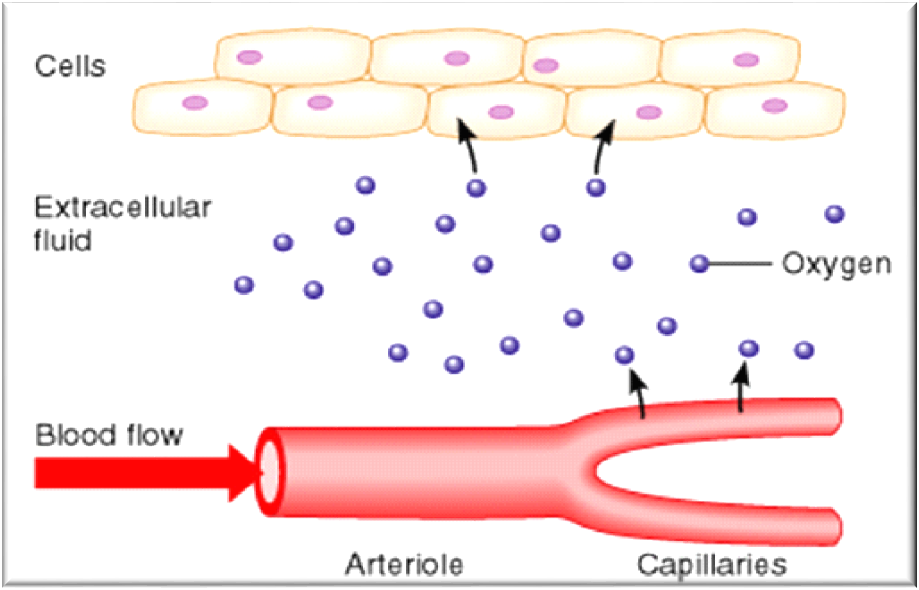 Cells
Extracellular
fluid
Oxygen
Blood flow
Arteriole
Capillaries